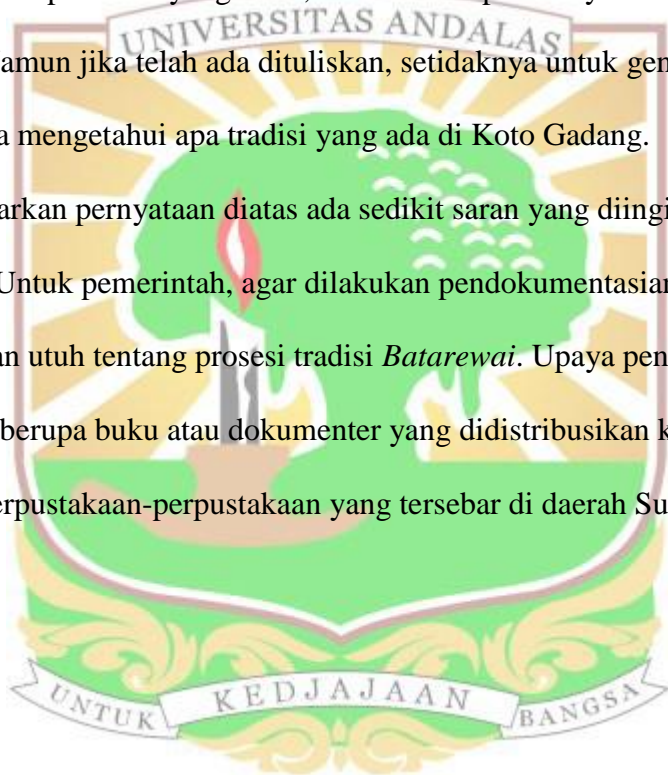 yang
UNIVERSITAS ANDALAS
amun jika telah ada dituliskan, setidaknya untuk gen
a mengetahui apa tradisi yang ada di Koto Gadang.
arkan pernyataan diatas ada sedikit saran yang diingi
Untuk pemerintah, agar dilakukan pendokumentasian
an utuh tentang prosesi tradisi Batarewai. Upaya pen
berupa buku atau dokumenter yang didistribusikan k
erpustakaan-perpustakaan yang tersebar di daerah Su
UNTUK KEDJAJAAN BANGSA